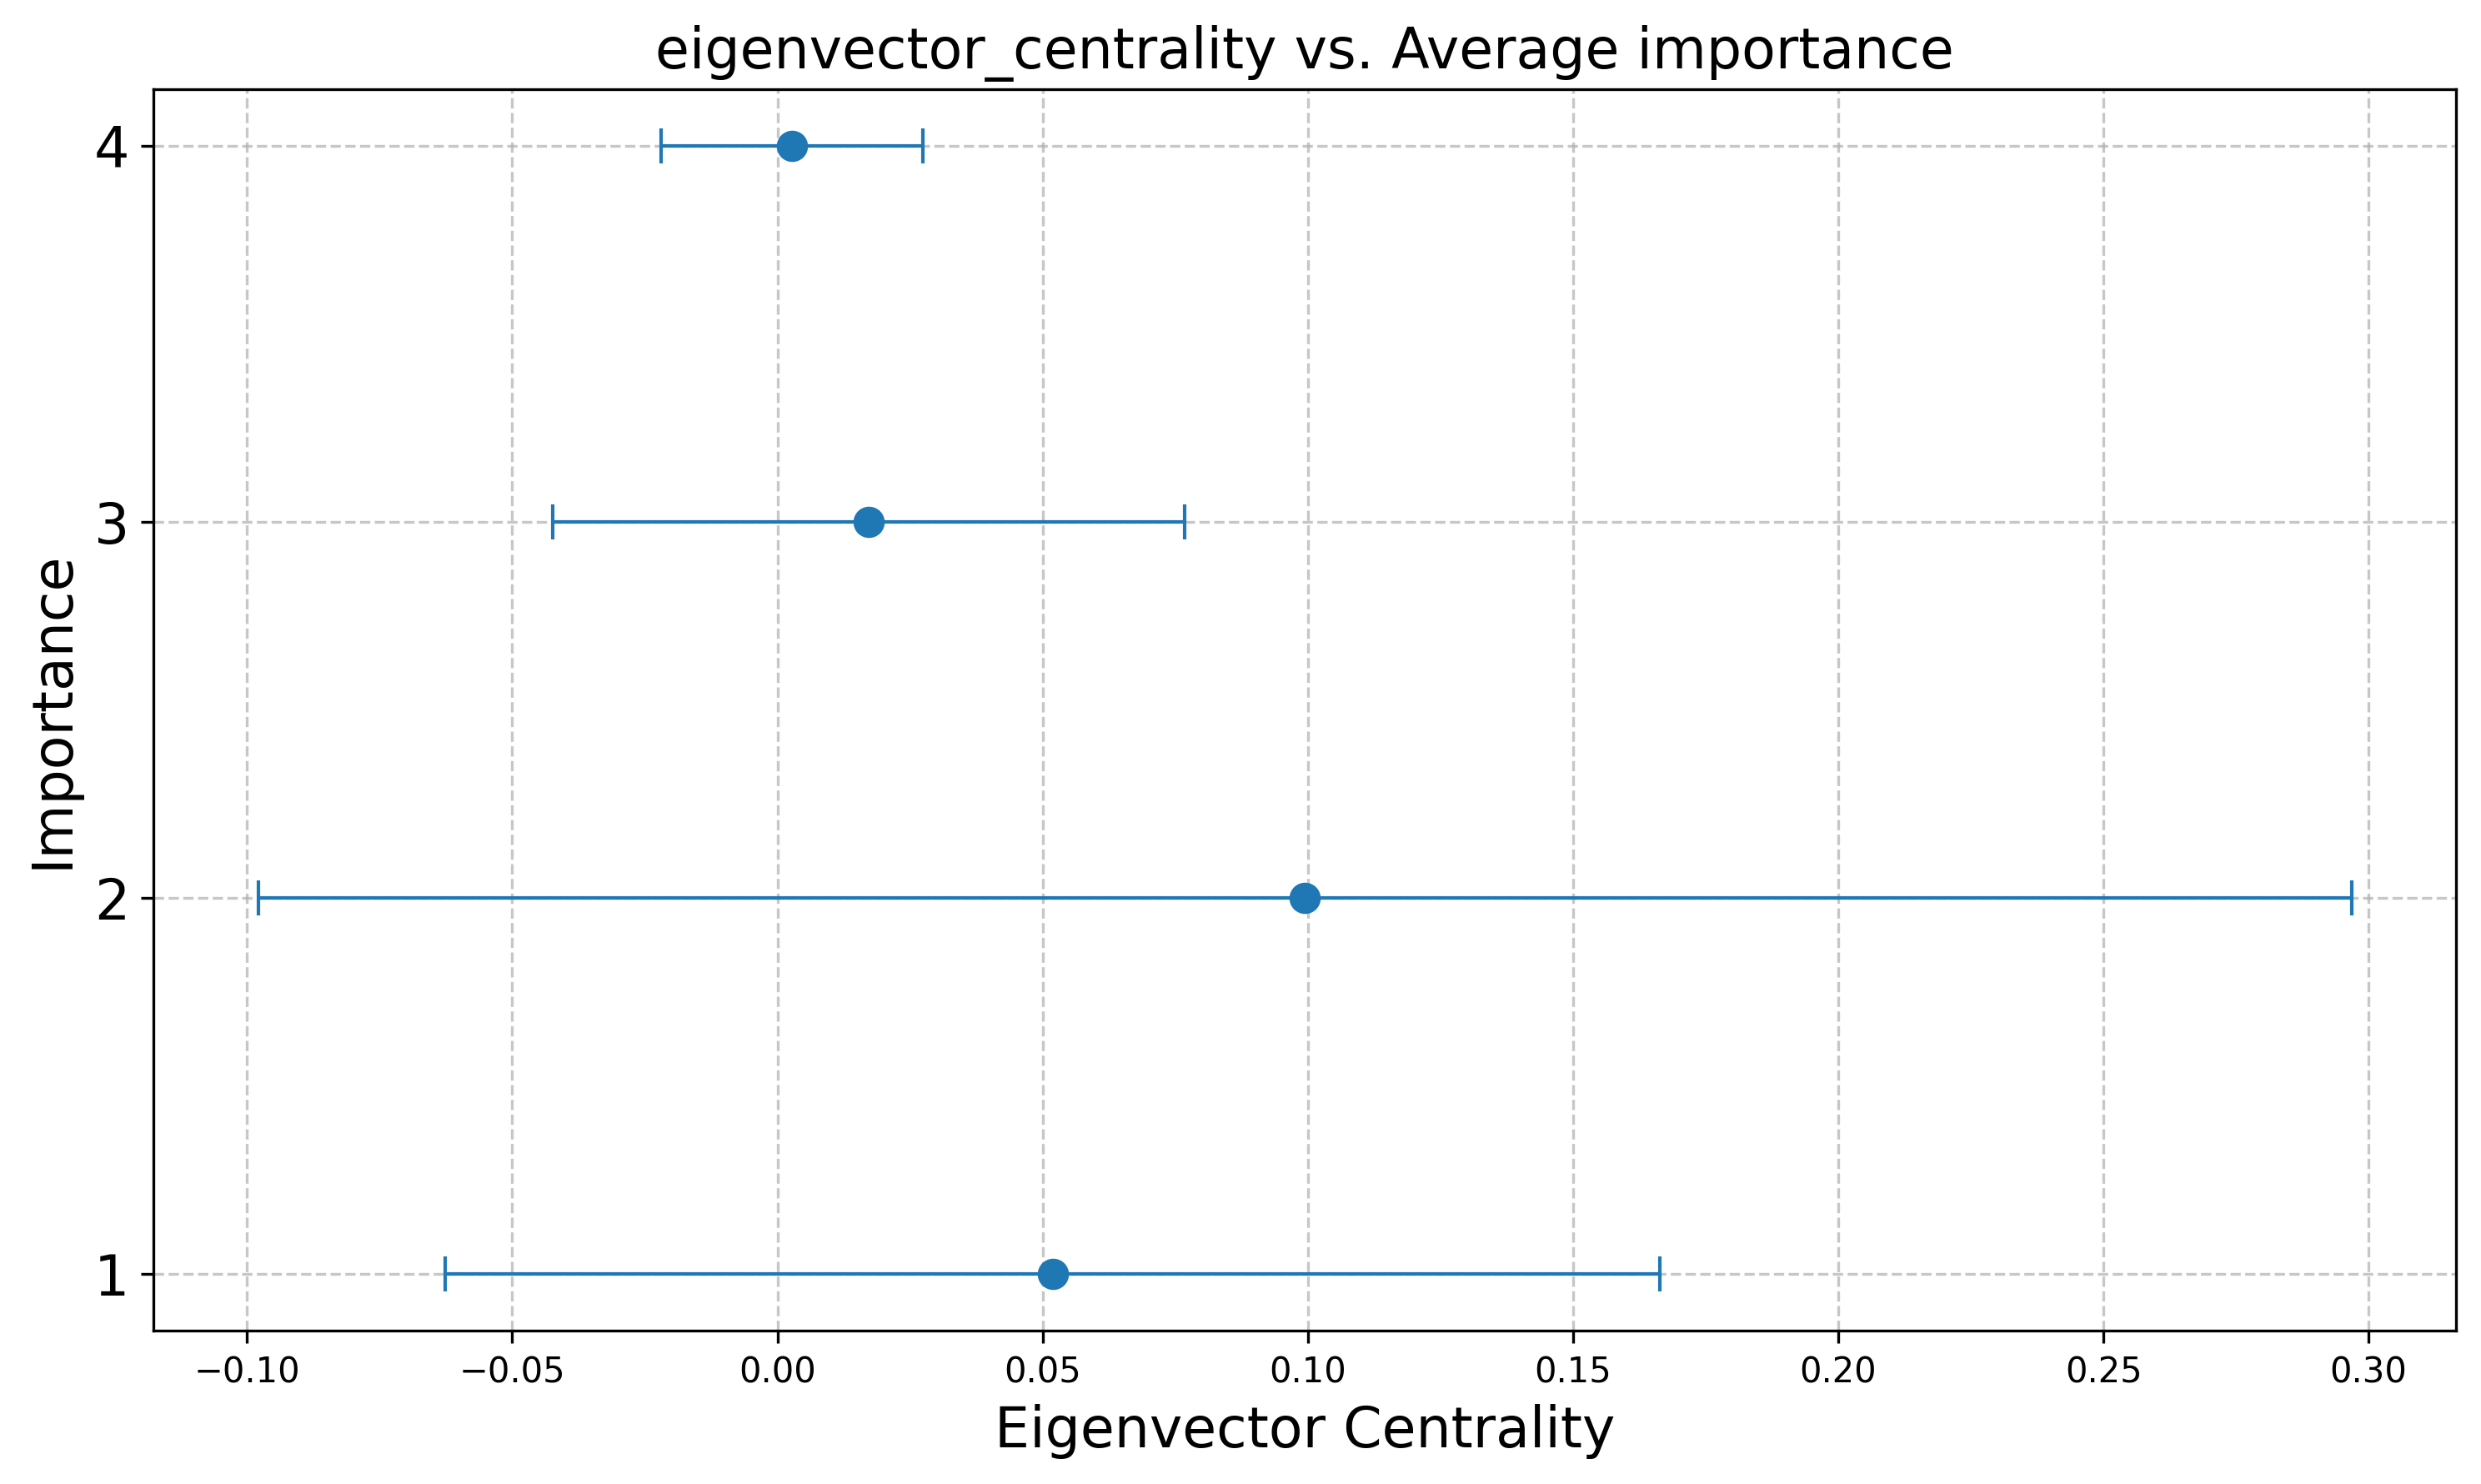 eigenvector_centrality vs. Average importance
4
3
2
1
Importance
−0.10 −0.05 0.00 0.05 0.10 0.15 0.20 0.25 0.30
Eigenvector Centrality